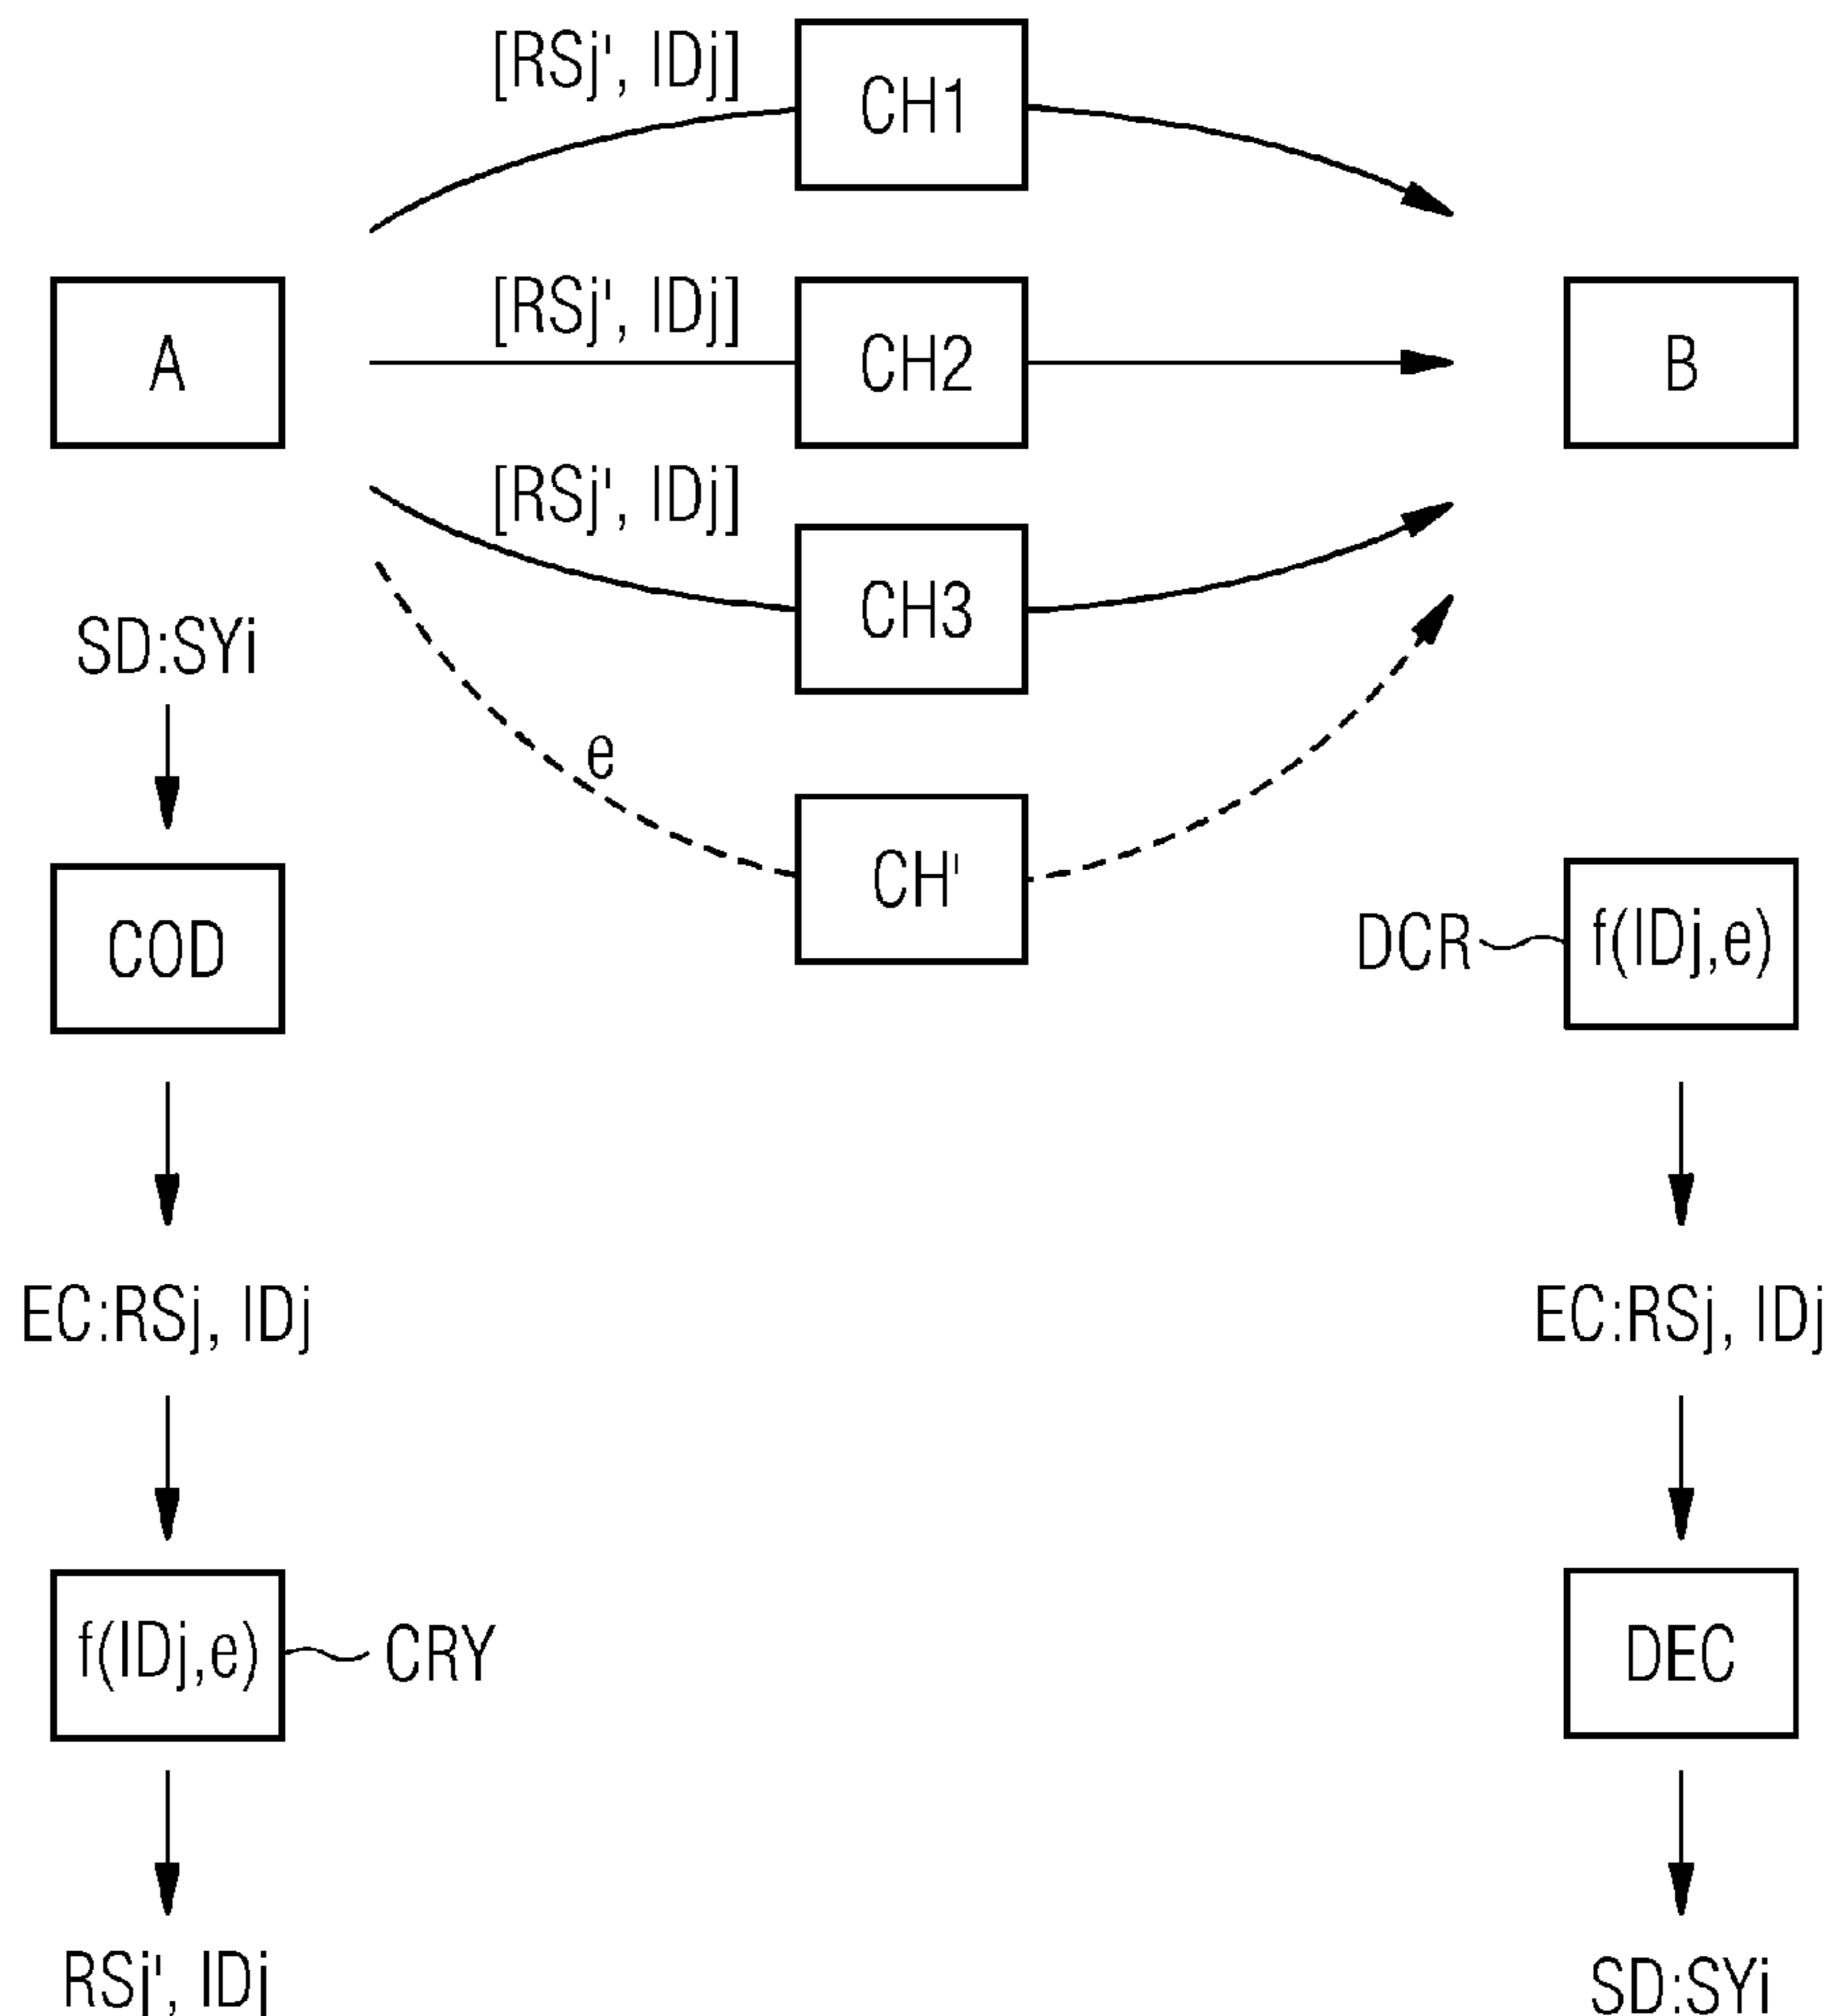 [RSj', IDj]
CH1
[RSj', IDj]
A
CH2
B
[RSj', IDj]
CH3
SD:SYi
e
CH'
COD
DCR
f(IDj,e)
EC:RSj, IDj
EC:RSj, IDj
f(IDj,e)
CRY
DEC
RSj', IDj
SD:SYi